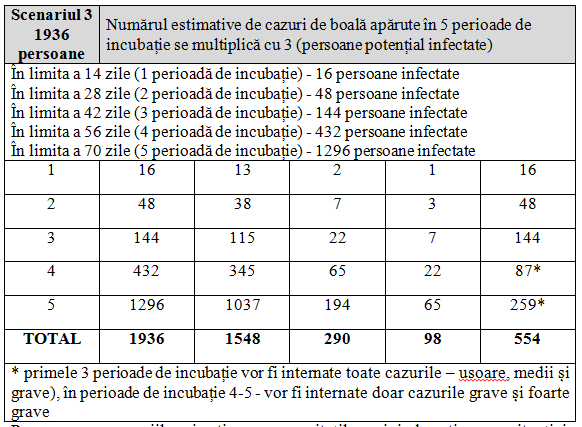 Scenariul 3
1936
persoane
Numărul estimative de cazuri de boală apărute în 5 perioade de
incubație se multiplică cu 3 (persoane potențial infectate)
În limita a 14 zile (1 perioadă de incubație) - 16 persoane infectate
În limita a 28 zile (2 perioadă de incubație) - 48 persoane infectate
În limita a 42 zile (3 perioadă de incubație) - 144 persoane infectate
În limita a 56 zile (4 perioadă de incubație) - 432 persoane infectate
În limita a 70 zile (5 perioadă de incubație) - 1296 persoane infectate
1 16 13 2 1 16
2 48 38 7 3 48
3 144 115 22 7 144
4 432 345 65 22 87*
5 1296 1037 194 65 259*
TOTAL 1936 1548 290 98 554
* primele 3 perioade de incubație vor fi internate toate cazurile – ușoare, medii și
grave), în perioade de incubație 4-5 - vor fi internate doar cazurile grave și foarte
grave